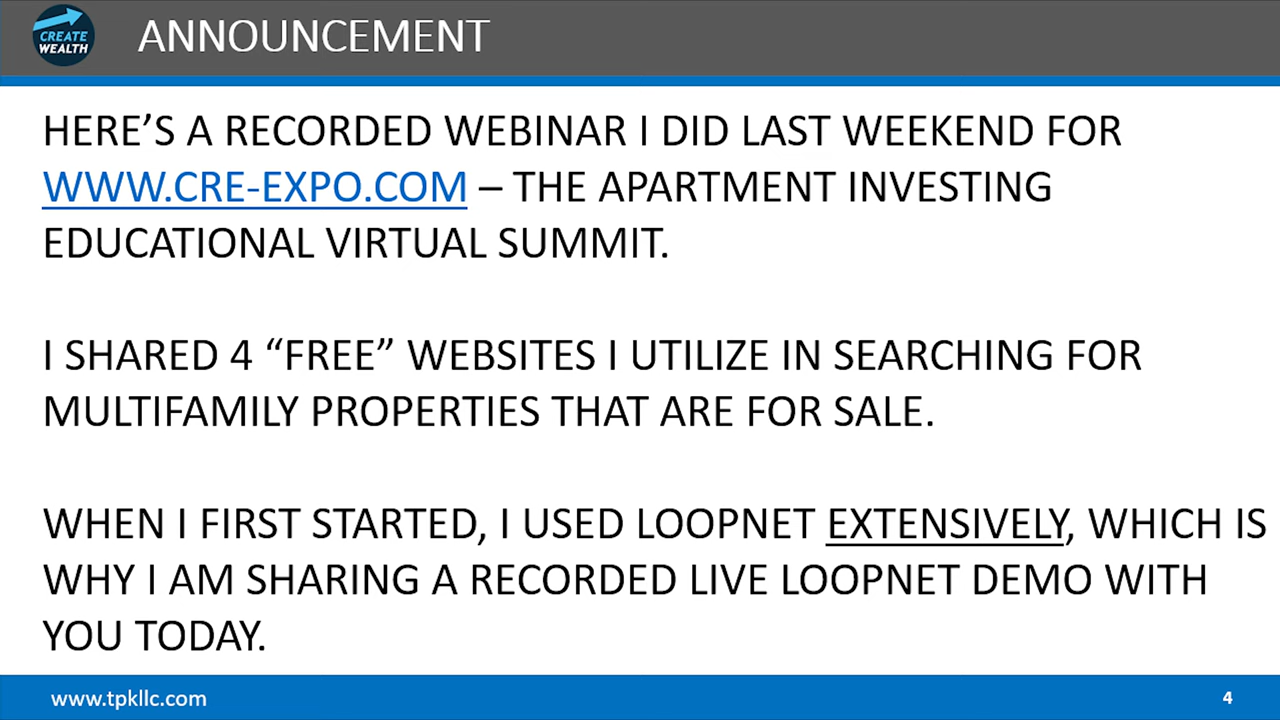 CREATE
WEALTH
ANNOUNCEMENT
HERE’S A RECORDED WEBINAR I DID LAST WEEKEND FOR
WWW.CRE-EXPO.COM – THE APARTMENT INVESTING
EDUCATIONAL VIRTUAL SUMMIT.
I SHARED 4 “FREE” WEBSITES I UTILIZE IN SEARCHING FOR
MULTIFAMILY PROPERTIES THAT ARE FOR SALE.
WHEN I FIRST STARTED, I USED LOOPNET EXTENSIVELY, WHICH IS
WHY I AM SHARING A RECORDED LIVE LOOPNET DEMO WITH
YOU TODAY.
www.tpkllc.com
4